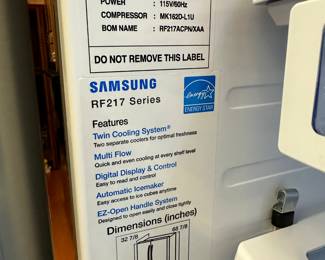 POWER : 115V/60Hz
COMPRESSOR : MK162D-L1U
BOM NAME : RF217ACPN/XAA
DO NOT REMOVE THIS LABEL
SAMSUNG
RF217 Series
energy
ENERGY STAR
Features
Twin Cooling System®
Two separate coolers for optimal freshness
Multi Flow
Quick and even cooling at every shelf level
Digital Display & Control
Easy to read and control
Automatic Icemaker
Easy access to ice cubes anytime
EZ-Open Handle System
Designed to open easily and close tightly
Dimensions (inches)
32 7/8 68 7/8